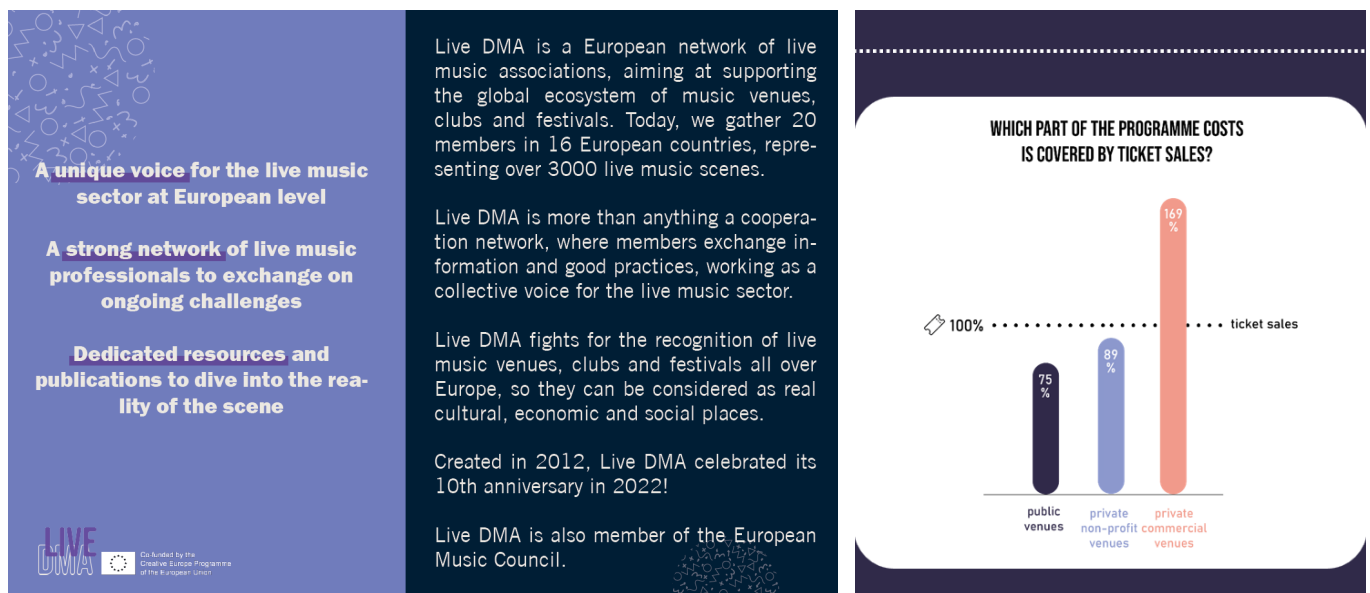 A unique voice for the live music
sector at European level
A strong network of live music
professionals to exchange on
ongoing challenges
Dedicated resources and
publications to dive into the rea-
lity of the scene
LIVE
DMA
Co-funded by the
Creative Europe Programme
of the European Union
Live DMA is a European network of live
music associations, aiming at supporting
the global ecosystem of music venues,
clubs and festivals. Today, we gather 20
members in 16 European countries, repre-
senting over 3000 live music scenes.
Live DMA is more than anything a coopera-
tion network, where members exchange in-
formation and good practices, working as a
collective voice for the live music sector.
Live DMA fights for the recognition of live
music venues, clubs and festivals all over
Europe, so they can be considered as real
cultural, economic and social places.
Created in 2012, Live DMA celebrated its
10th anniversary in 2022!
Live DMA is also member of the European
Music Council.
WHICH PART OF THE PROGRAMME COSTS
IS COVERED BY TICKET SALES?
169
%
100%
ticket sales
89
%
75
%
public
venues
private
non-profit
venues
private
commercial
venues